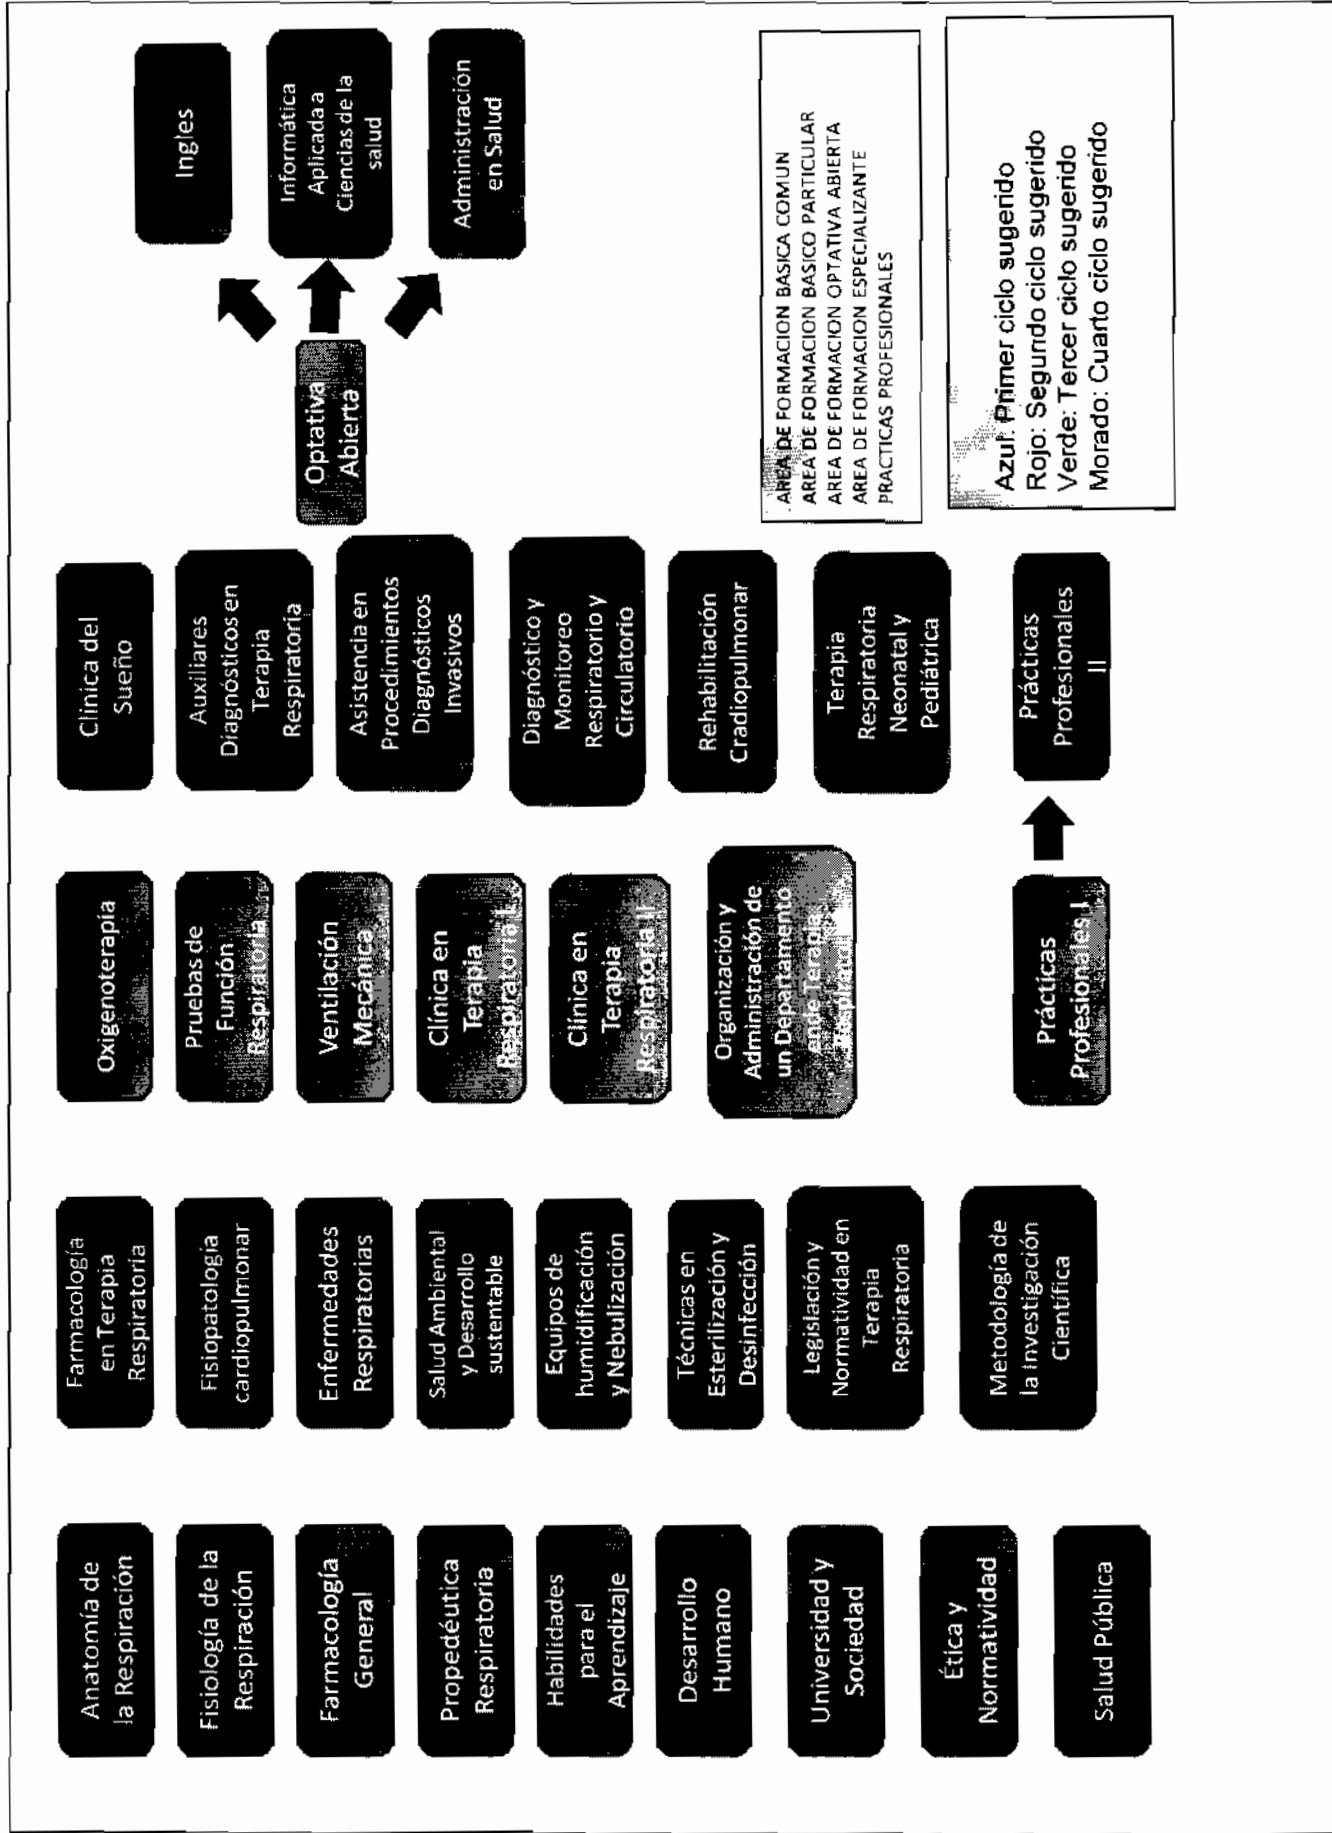 Anatomía de
la Respiración
Fisiología de la
Respiración
Farmacología
General
Propedéutica
Respiratoria
Habilidades
para el
Aprendizaje
Desarrollo
Humano
Universidad y
Sociedad
Ética y
Normatividad
Salud Pública
Farmacología
en Terapia
Respiratoria
Fisiopatologia
cardiopulmonar
Enfermedades
Respiratorias
Salud Ambiental
y Desarrollo
sustentable
Equipos de
humidificación
y Nebulización
Técnicas en
Esterilización y
Desinfección
Legislación y
Normatividad en
Terapia
Respiratoria
Metodología de
la Investigación
Científica
Oxigenoterapia
Pruebas de
Función
Respiratoria
Ventilación
Mecánica
Clínica en
Terapia
Respiratoria I
Clínica en
Terapia
Respiratoria II
Organización y
Administración de
un Departamento
Terapia
Prácticas
Profesionales I
Clinica del
Sueño
Auxiliares
Diagnósticos en
Terapia
Respiratoria
Asistencia en
Procedimientos
Diagnósticos
Invasivos
Diagnóstico y
Monitoreo
Respiratorio y
Circulatorio
Rehabilitación
Cradiopulmonar
Terapia
Respiratoria
Neonatal y
Pediátrica
Prácticas
Profesionales
II
Optativa
Abierta
Ingles
Informática
Aplicada a
Ciencias de la
salud
Administración
en Salud
AREA DE FORMACION BASICA COMUN
AREA DE FORMACION BASICO PARTICULAR
AREA DE FORMACION OPTATIVA ABIERTA
AREA DE FORMACION ESPECIALIZANTE
PRACTICAS PROFESIONALES
Azul: Primer ciclo sugerido
Rojo: Segundo ciclo sugerido
Verde: Tercer ciclo sugerido
Morado: Cuarto ciclo sugerido